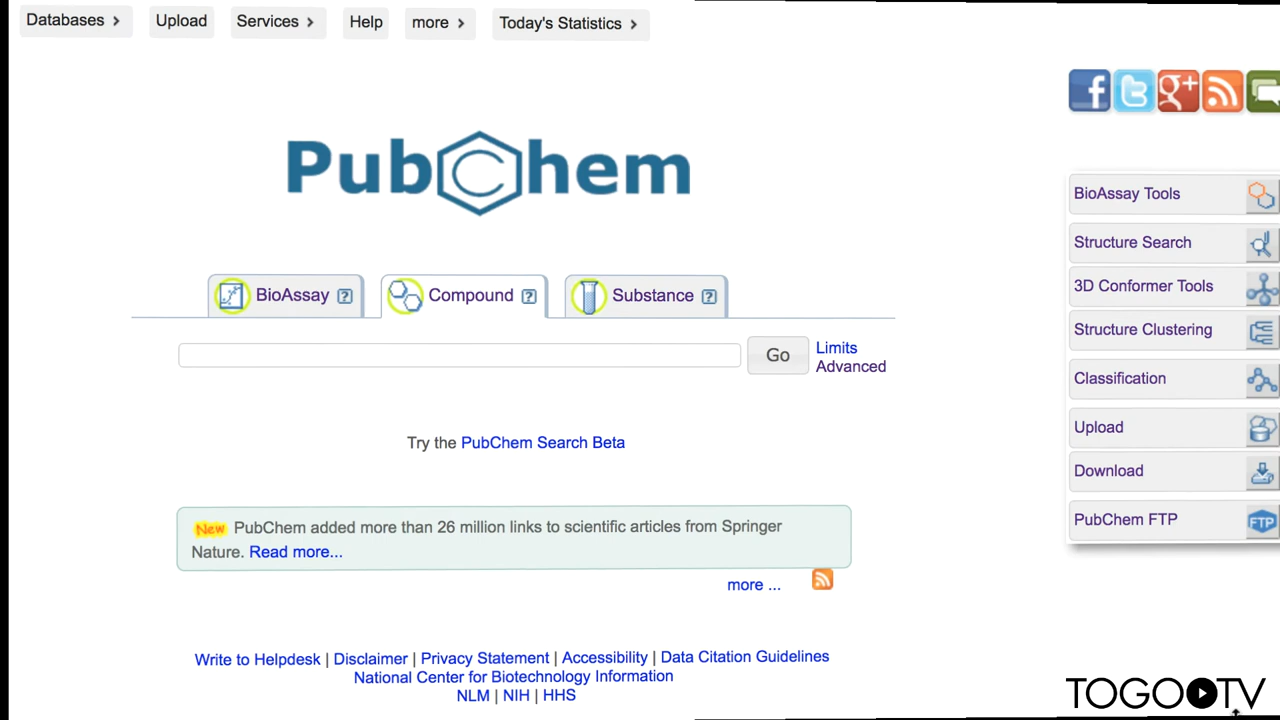 Databases Upload Services Help more Today's Statistics
PubChem
BioAssay Compound Substance
Go
Limits
Advanced
Try the PubChem Search Beta
New PubChem added more than 26 million links to scientific articles from Springer
Nature. Read more...
more ...
BioAssay Tools
Structure Search
3D Conformer Tools
Structure Clustering
Classification
Upload
Download
PubChem FTP
FTP
Write to Helpdesk | Disclaimer | Privacy Statement | Accessibility | Data Citation Guidelines
National Center for Biotechnology Information
NLM | NIH | HHS
TOGO TV